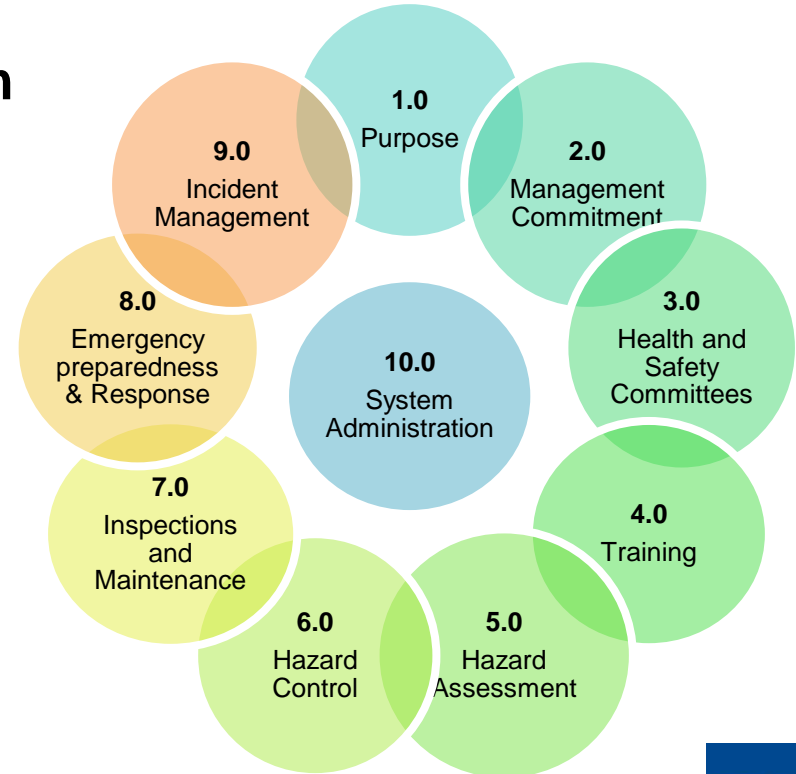 1.0
Purpose
2.0
Management
Commitment
3.0
Health and
Safety
Committees
4.0
Training
5.0
Hazard
Assessment
6.0
Hazard
Control
7.0
Inspections
and
Maintenance
8.0
Emergency
preparedness
& Response
9.0
Incident
Management
10.0
System
Administration